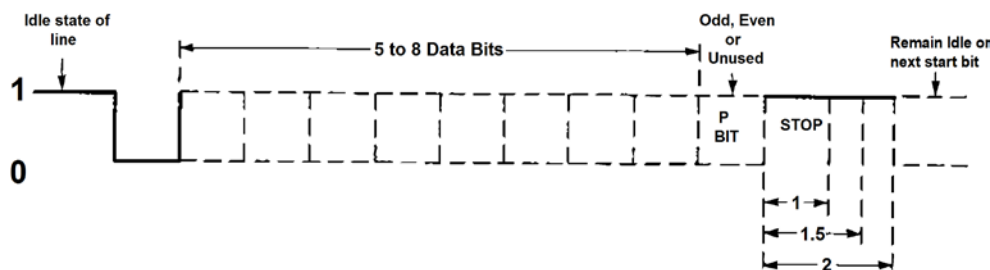 Idle state of
line
5 to 8 Data Bits
Odd, Even
or
Unused
Remain Idle or
next start bit
1
P
BIT
STOP
0
1
1.5
2